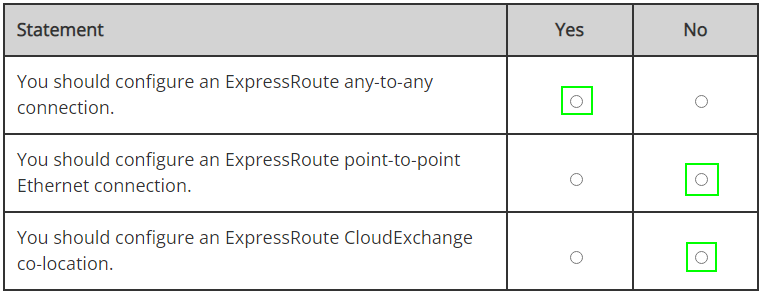 Statement Yes No
You should configure an ExpressRoute any-to-any
connection.
You should configure an ExpressRoute point-to-point
Ethernet connection.
You should configure an ExpressRoute CloudExchange
co-location.